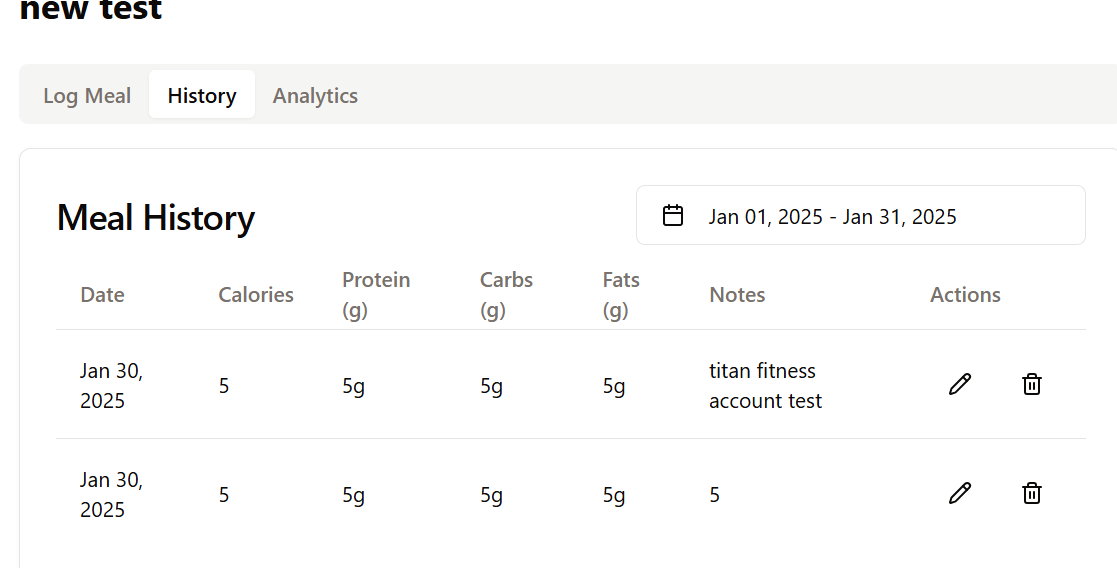 new test
Log Meal History Analytics
Meal History
Jan 01, 2025 - Jan 31, 2025
Date Calories Protein (g) Carbs (g) Fats (g) Notes Actions
Jan 30, 2025 5 5g 5g 5g titan fitness account test
Jan 30, 2025 5 5g 5g 5g 5